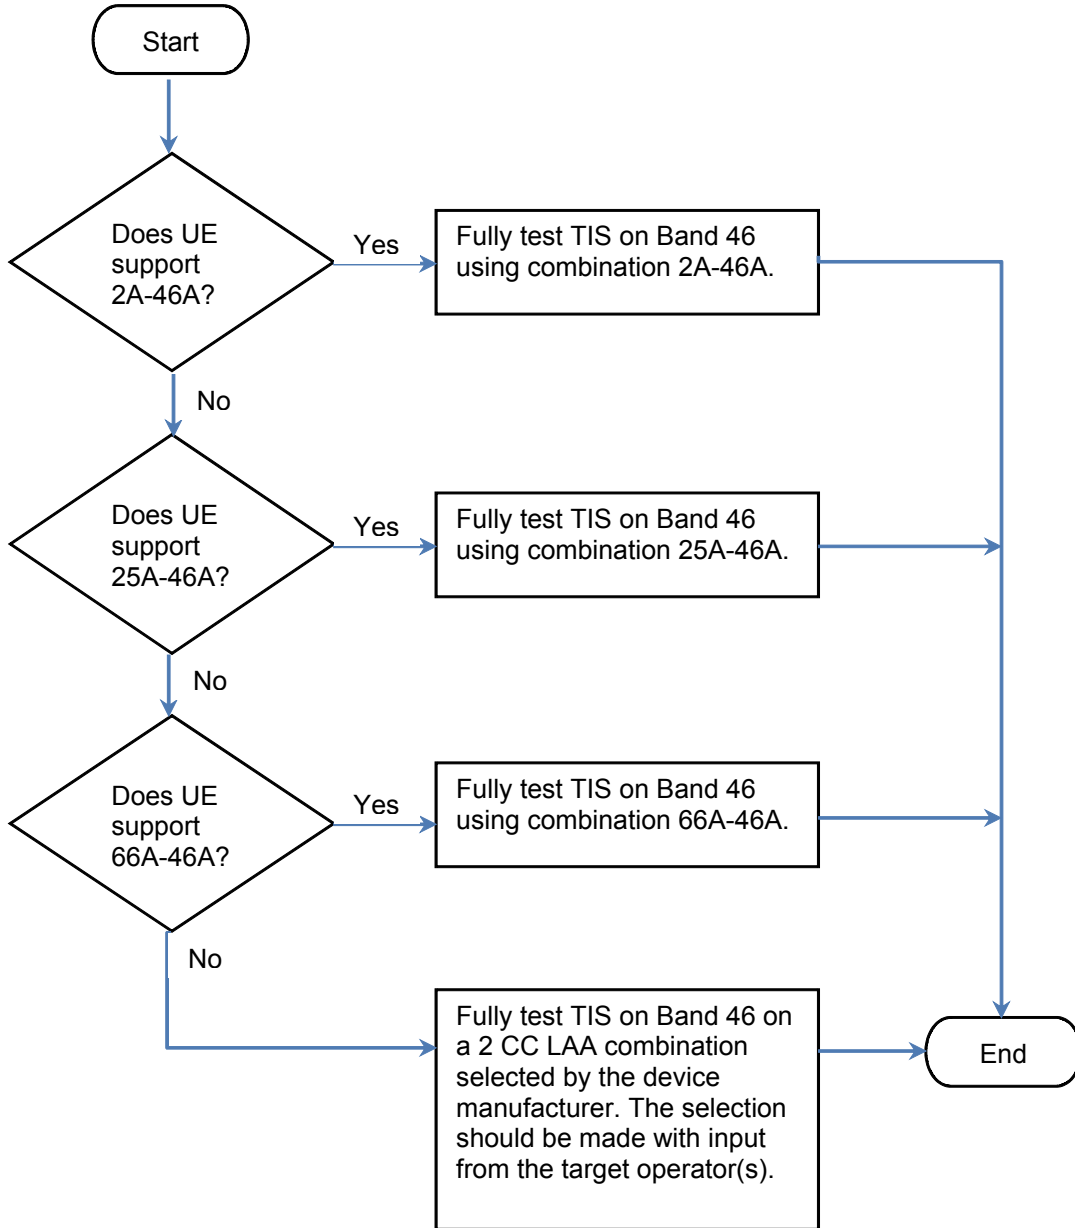 Start
Does UE
support
2A-46A?
Yes
Fully test TIS on Band 46
using combination 2A-46A.
No
Does UE
support
25A-46A?
Yes
Fully test TIS on Band 46
using combination 25A-46A.
No
Does UE
support
66A-46A?
Yes
Fully test TIS on Band 46
using combination 66A-46A.
No
Fully test TIS on Band 46 on
a 2 CC LAA combination
selected by the device
manufacturer. The selection
should be made with input
from the target operator(s).
End